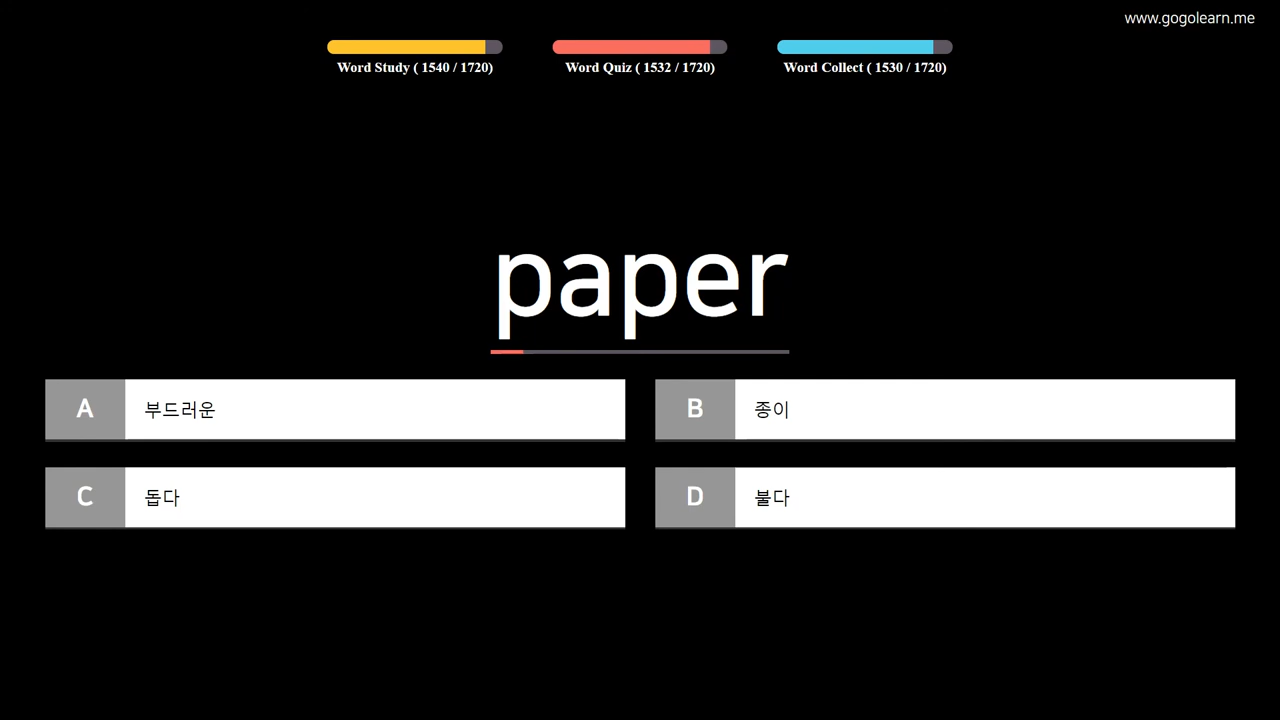 www.gogolearn.me
Word Study ( 1540 / 1720)
Word Quiz ( 1532 / 1720)
Word Collect ( 1530 / 1720)
paper
A 부드러운
B 종이
C 돕다
D 불다